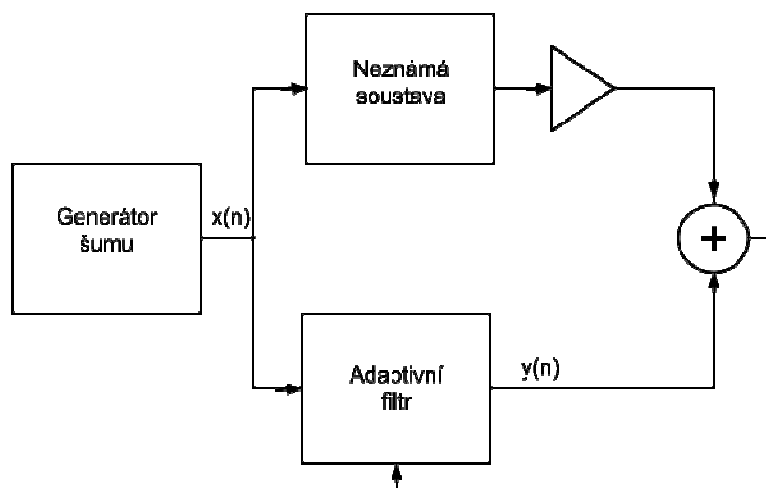 Neznámá
soustava
Generátor
šumu
x(n)
+
Adaptivní
filtr
y(n)